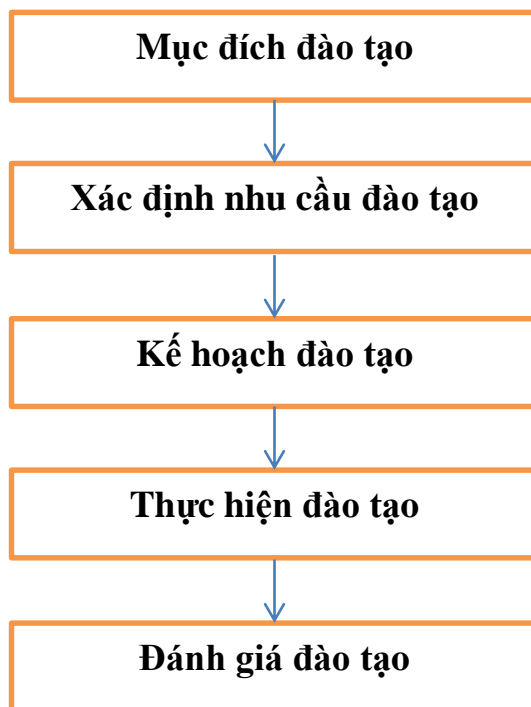 Mục đích đào tạo
Xác định nhu cầu đào tạo
Kế hoạch đào tạo
Thực hiện đào tạo
Đánh giá đào tạo